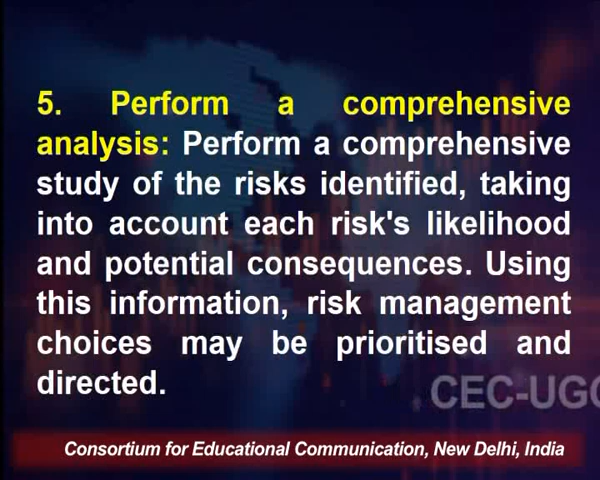 5. Perform a comprehensive
analysis: Perform a comprehensive
study of the risks identified, taking
into account each risk's likelihood
and potential consequences. Using
this information, risk management
choices may be prioritised and
directed.
CEC-UGC
Consortium for Educational Communication, New Delhi, India